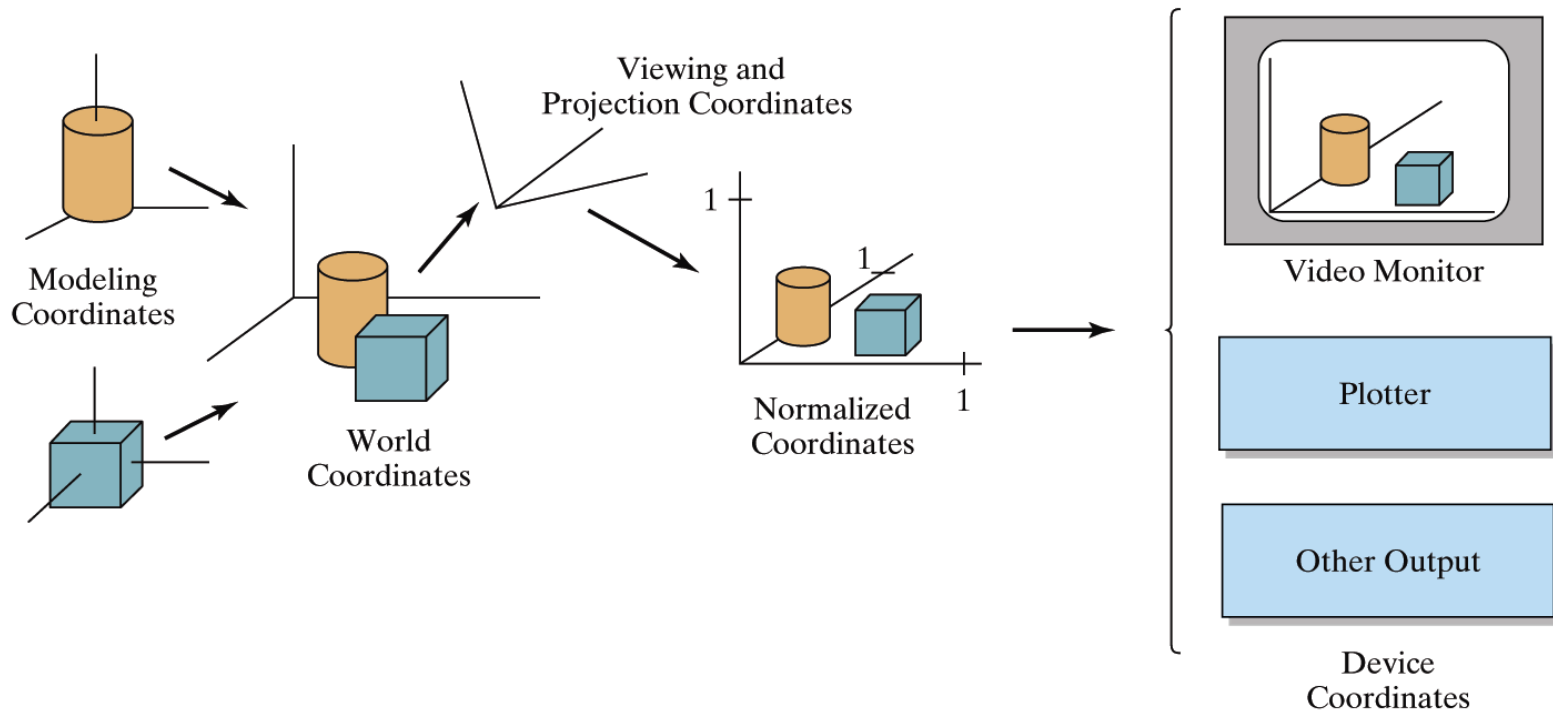 Modeling
Coordinates
World
Coordinates
Viewing and
Projection Coordinates
1
1
1
Normalized
Coordinates
Video Monitor
Plotter
Other Output
Device
Coordinates